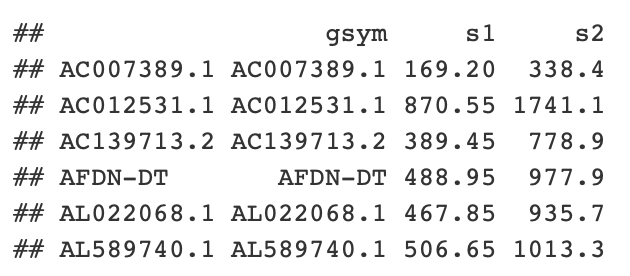 ##                  gsym     s1     s2
## AC007389.1 AC007389.1 169.20  338.4
## AC012531.1 AC012531.1 870.55 1741.1
## AC139713.2 AC139713.2 389.45  778.9
## AFDN-DT       AFDN-DT 488.95  977.9
## AL022068.1 AL022068.1 467.85  935.7
## AL589740.1 AL589740.1 506.65 1013.3